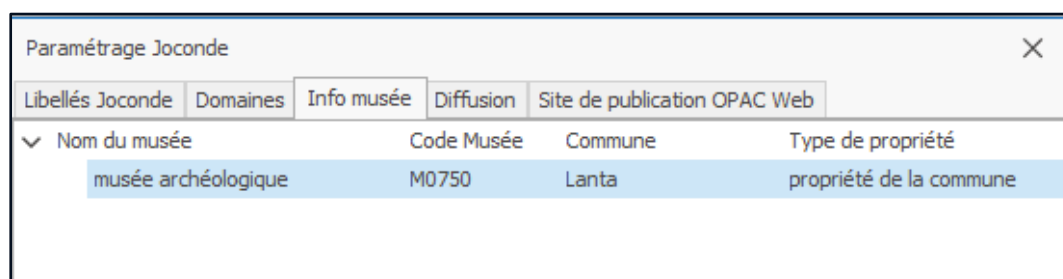 Paramétrage Joconde
Libellés Joconde Domaines Info musée Diffusion Site de publication OPAC Web
Nom du musée Code Musée Commune Type de propriété
musée archéologique M0750 Lanta propriété de la commune